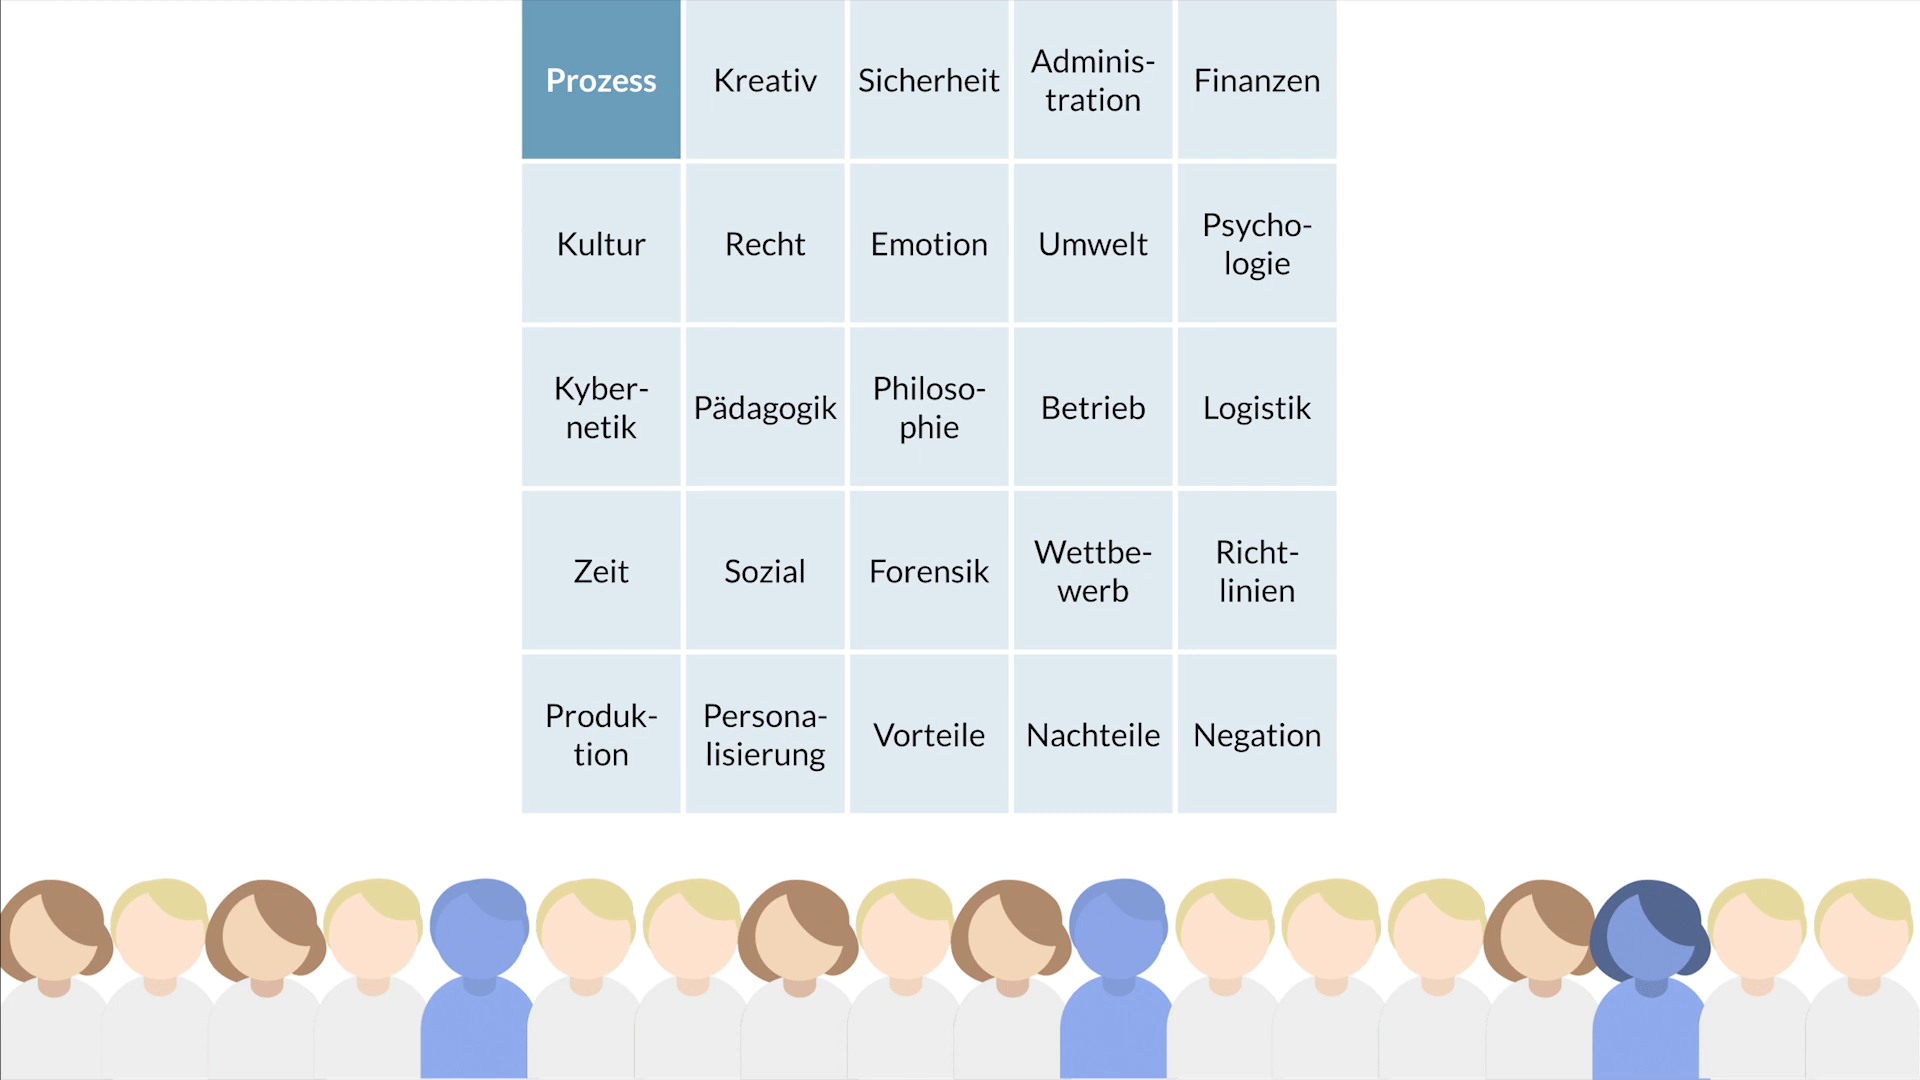 Prozess
Kreativ
Sicherheit
Adminis-
tration
Finanzen
Kultur
Recht
Emotion
Umwelt
Psycho-
logie
Kyber-
netik
Pädagogik
Philoso-
phie
Betrieb
Logistik
Zeit
Sozial
Forensik
Wettbe-
werb
Richt-
linien
Produk-
tion
Persona-
lisierung
Vorteile
Nachteile
Negation